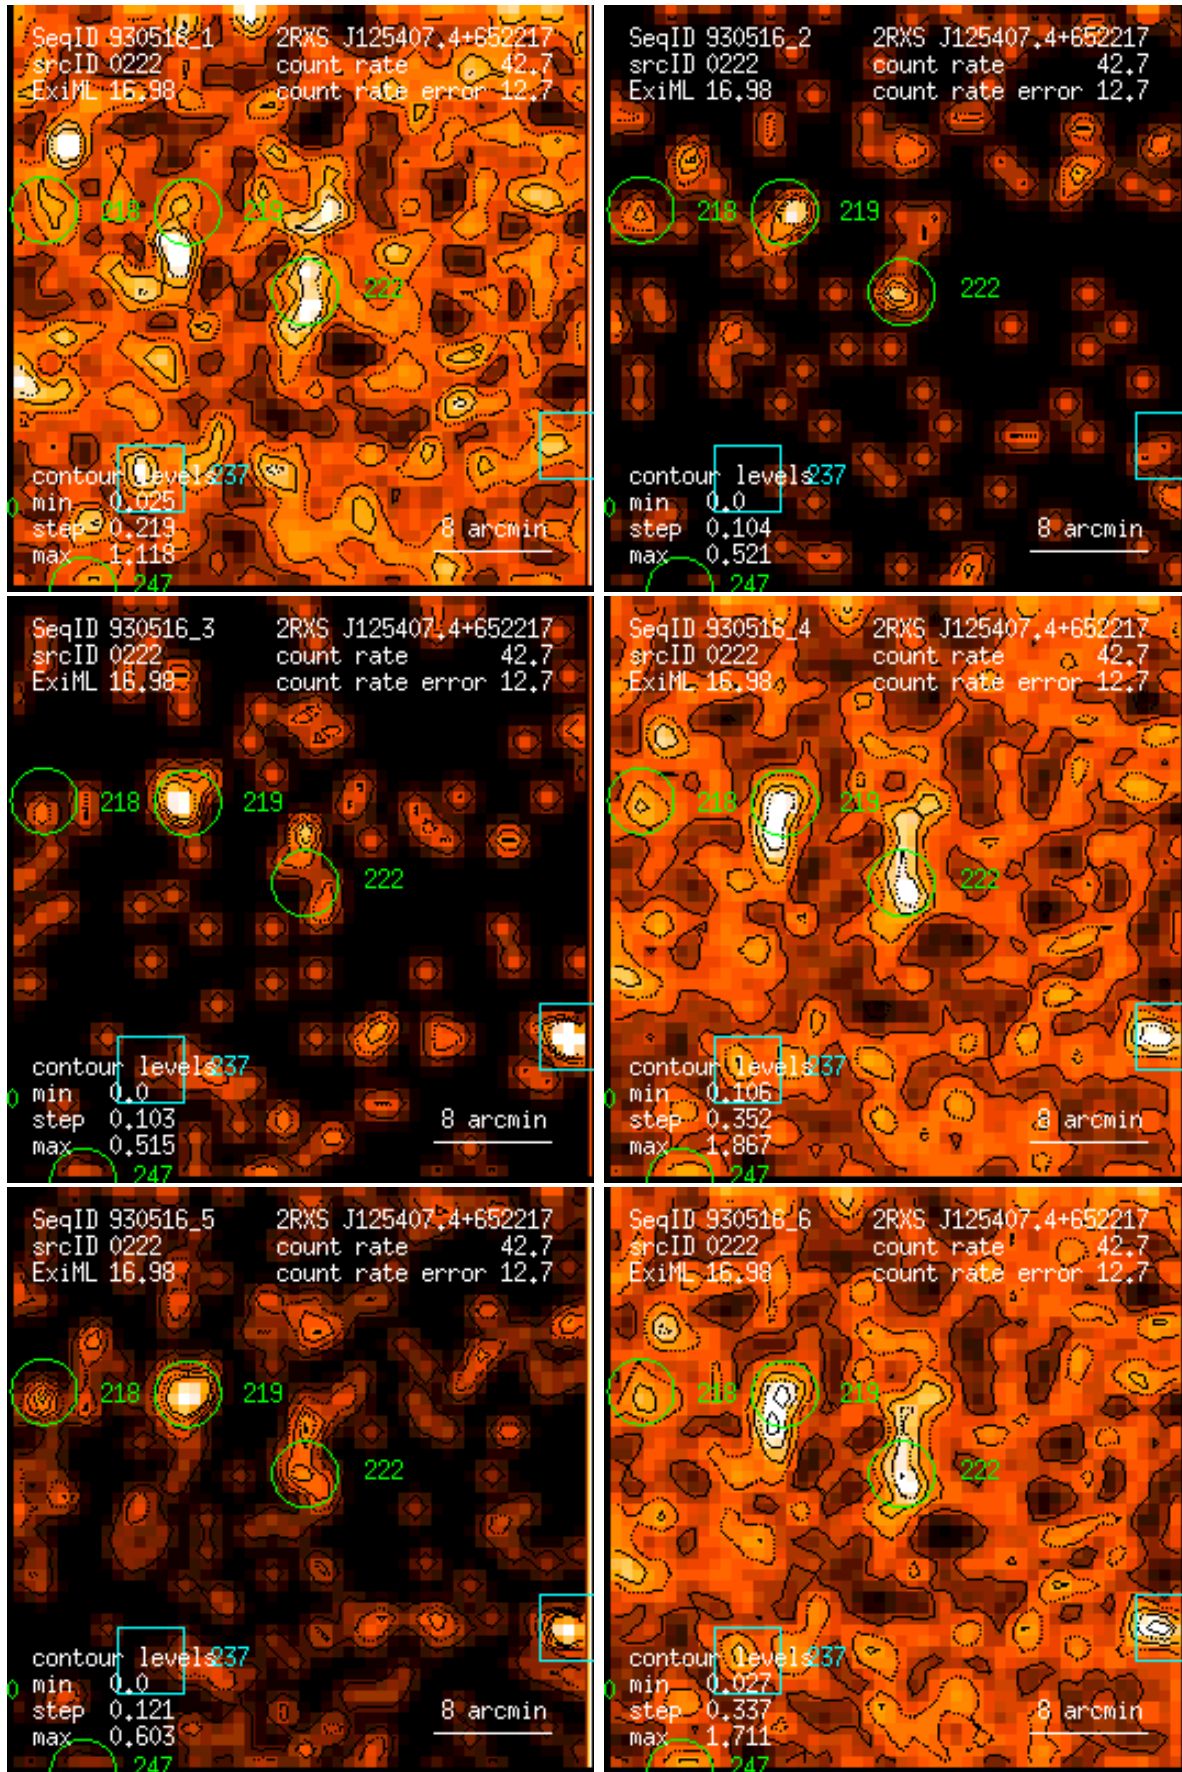 SeqID 930516_1 2RXS J125407.4+652217
srcID 0222 count rate 42.7
ExiML 16.98 count rate error 12.7
218 219
222
contour levels 237
min 0.025
step 0.219 8 arcmin
max 1.118
247
SeqID 930516_2 2RXS J125407.4+652217
srcID 0222 count rate 42.7
ExiML 16.98 count rate error 12.7
218 219
222
contour levels 237
min 0.0
step 0.104 8 arcmin
max 0.521
247
SeqID 930516_3 2RXS J125407.4+652217
srcID 0222 count rate 42.7
ExiML 16.98 count rate error 12.7
218 219
222
contour levels 237
min 0.0
step 0.103 8 arcmin
max 0.515
247
SeqID 930516_4 2RXS J125407.4+652217
srcID 0222 count rate 42.7
ExiML 16.98 count rate error 12.7
218 219
222
contour levels 237
min 0.106
step 0.352 8 arcmin
max 1.867
247
SeqID 930516_5 2RXS J125407.4+652217
srcID 0222 count rate 42.7
ExiML 16.98 count rate error 12.7
218 219
222
contour levels 237
min 0.0
step 0.121 8 arcmin
max 0.603
247
SeqID 930516_6 2RXS J125407.4+652217
srcID 0222 count rate 42.7
ExiML 16.98 count rate error 12.7
218 219
222
contour levels 237
min 0.027
step 0.337 8 arcmin
max 1.711
247